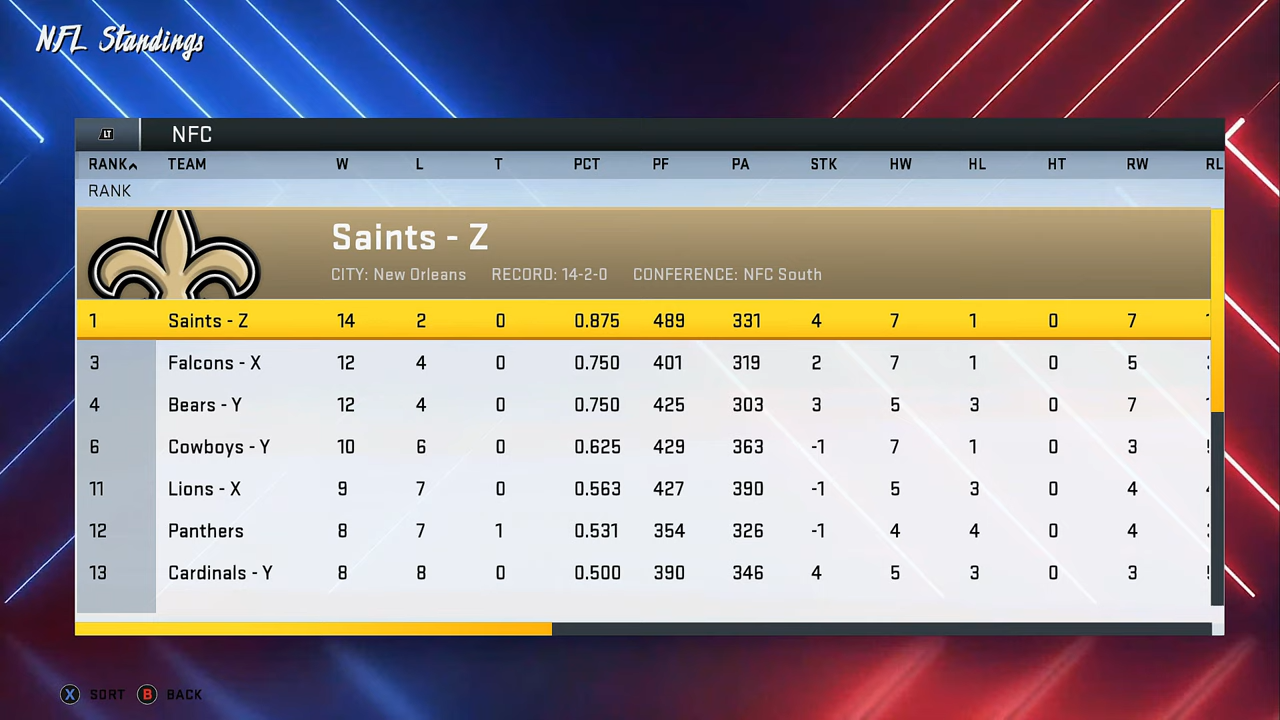 NFL Standings
LT NFC
RANK TEAM W L T PCT PF PA STK HW HL HT RW RL
RANK
Saints - Z
CITY: New Orleans RECORD: 14-2-0 CONFERENCE: NFC South
1 Saints - Z 14 2 0 0.875 489 331 4 7 1 0 7
3 Falcons - X 12 4 0 0.750 401 319 2 7 1 0 5
4 Bears - Y 12 4 0 0.750 425 303 3 5 3 0 7
6 Cowboys - Y 10 6 0 0.625 429 363 -1 7 1 0 3
11 Lions - X 9 7 0 0.563 427 390 -1 5 3 0 4
12 Panthers 8 7 1 0.531 354 326 -1 4 4 0 4
13 Cardinals - Y 8 8 0 0.500 390 346 4 5 3 0 3
X SORT B BACK